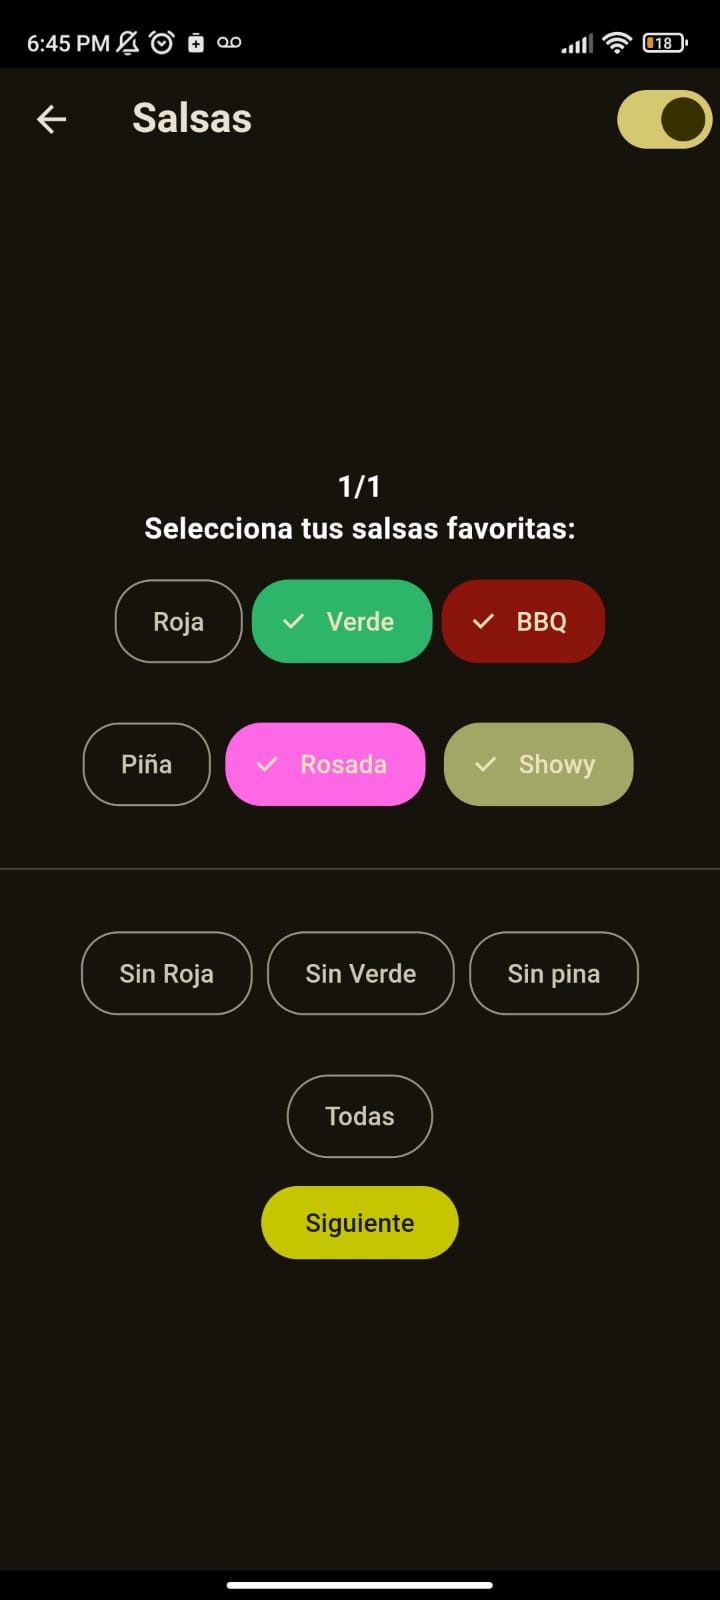 6:45 PM
18
Salsas
1/1
Selecciona tus salsas favoritas:
Roja Verde BBQ
Piña Rosada Showy
Sin Roja Sin Verde Sin pina
Todas
Siguiente